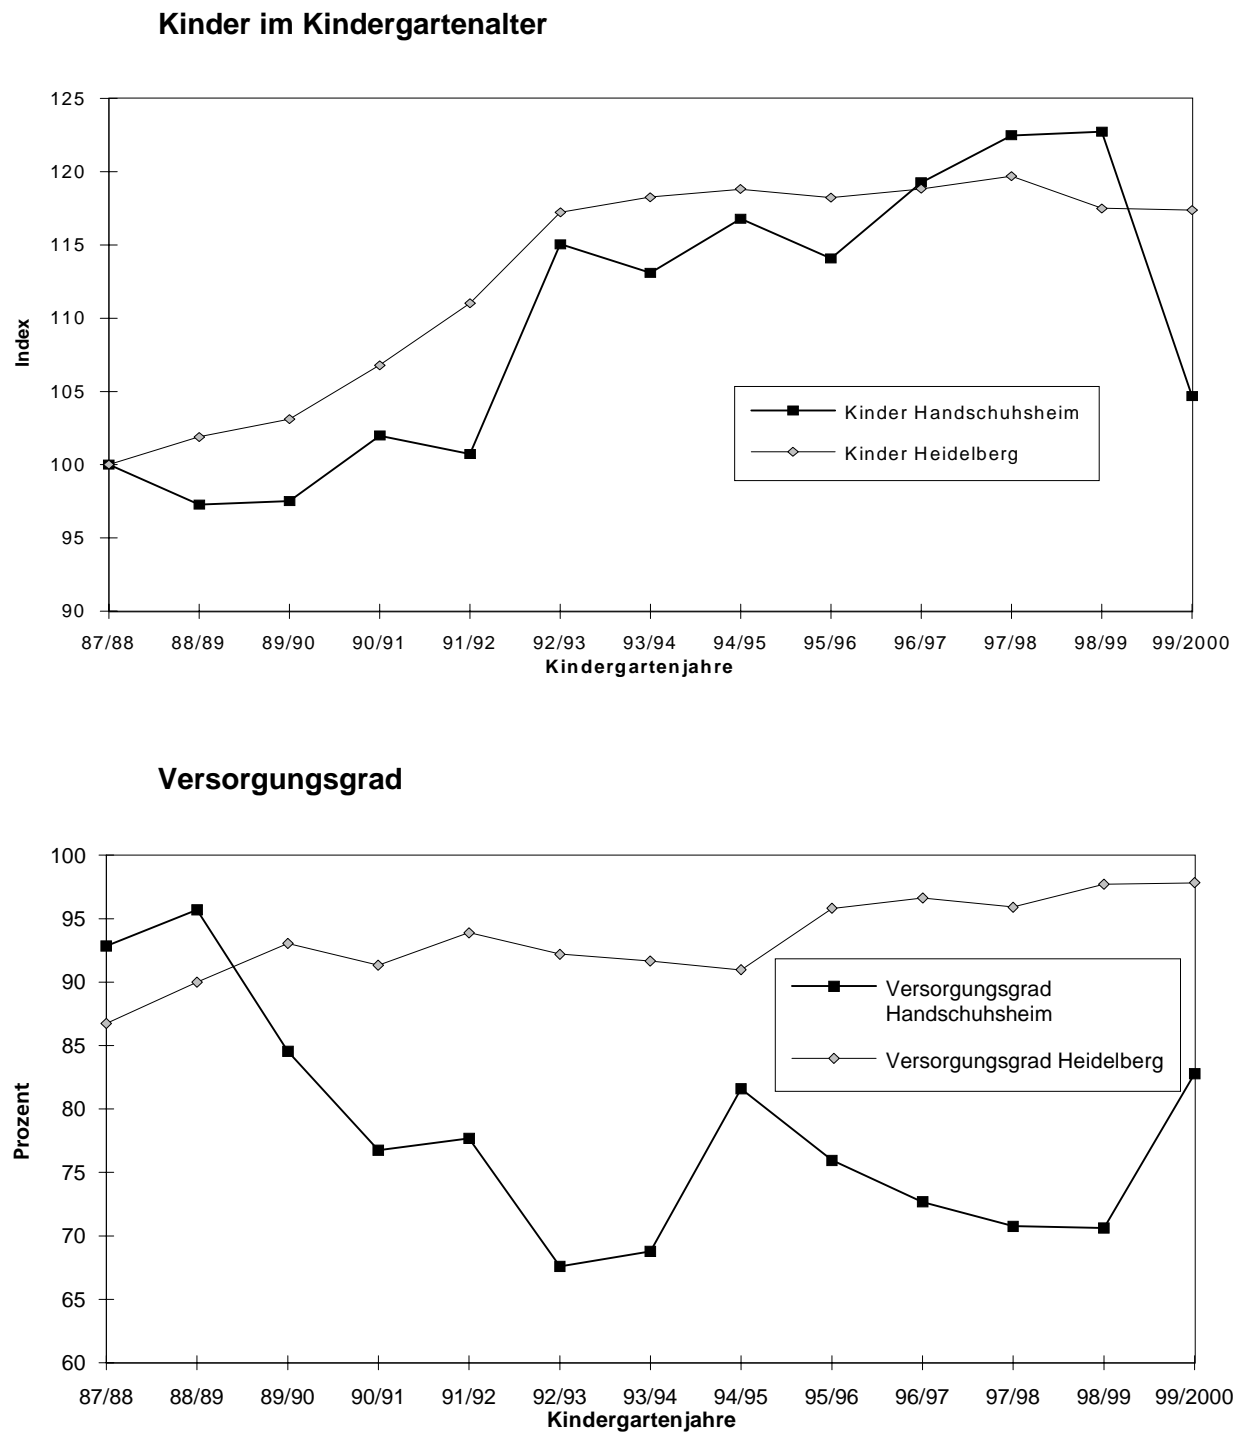 Kinder im Kindergartenalter
125
120
115
110
105
100
95
90
Index
Kinder Handschuhsheim
Kinder Heidelberg
87/88 88/89 89/90 90/91 91/92 92/93 93/94 94/95 95/96 96/97 97/98 98/99 99/2000
Kindergartenjahre
Versorgungsgrad
100
95
90
85
80
75
70
65
60
Prozent
Versorgungsgrad
Handschuhsheim
Versorgungsgrad Heidelberg
87/88 88/89 89/90 90/91 91/92 92/93 93/94 94/95 95/96 96/97 97/98 98/99 99/2000
Kindergartenjahre